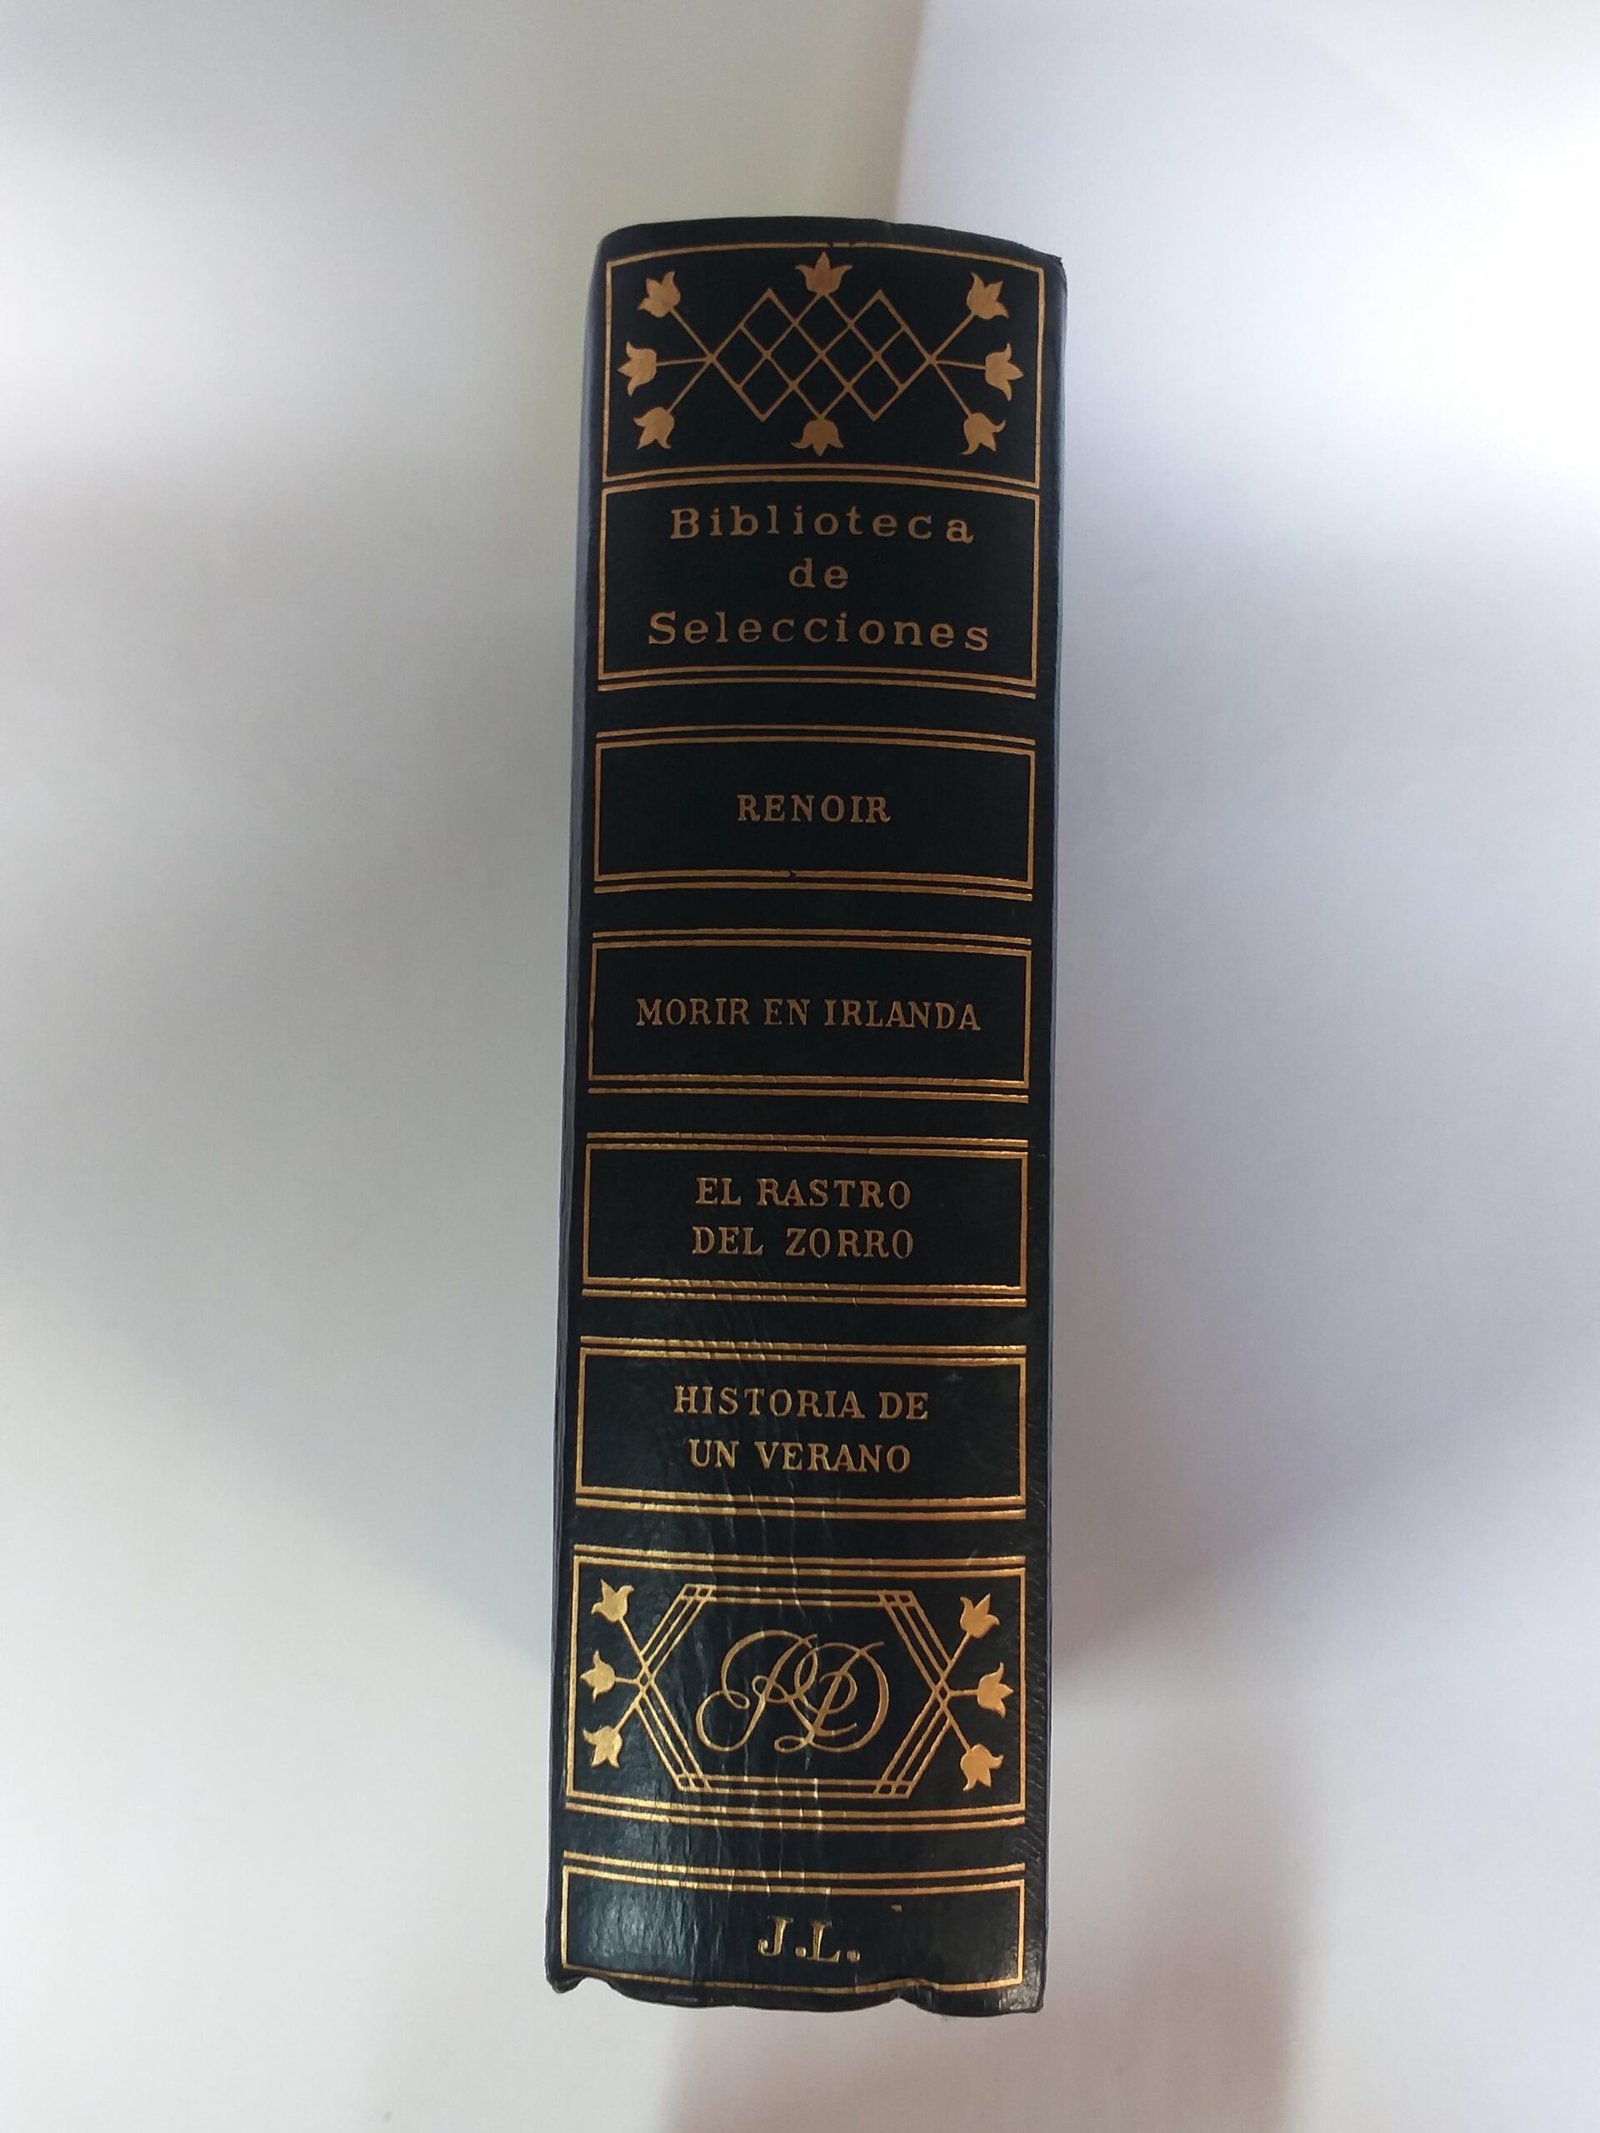 Biblioteca
de
Selecciones
RENOIR
MORIR EN IRLANDA
EL RASTRO
DEL ZORRO
HISTORIA DE
UN VERANO
RD
J.L.